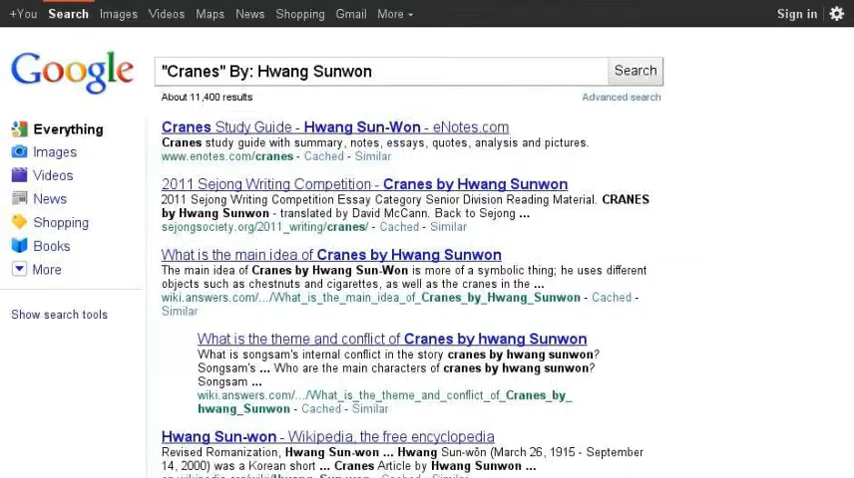 +You Search Images Videos Maps News Shopping Gmail More Sign in
Google
"Cranes" By: Hwang Sunwon Search
About 11,400 results Advanced search
Everything
Images
Videos
News
Shopping
Books
More
Show search tools
Cranes Study Guide - Hwang Sun-Won - eNotes.com
Cranes study guide with summary, notes, essays, quotes, analysis and pictures.
www.enotes.com/cranes - Cached - Similar
2011 Sejong Writing Competition - Cranes by Hwang Sunwon
2011 Sejong Writing Competition Essay Category Senior Division Reading Material. CRANES
by Hwang Sunwon - translated by David McCann. Back to Sejong ...
sejongsociety.org/2011_writing/cranes/ - Cached - Similar
What is the main idea of Cranes by Hwang Sunwon
The main idea of Cranes by Hwang Sun-Won is more of a symbolic thing; he uses different
objects such as chestnuts and cigarettes, as well as the cranes in the ...
wiki.answers.com/.../What_is_the_main_idea_of_Cranes_by_Hwang_Sunwon - Cached -
Similar
What is the theme and conflict of Cranes by hwang Sunwon
What is songsam's internal conflict in the story cranes by hwang sunwon?
Songsam's ... Who are the main characters of cranes by hwang sunwon?
Songsam ...
wiki.answers.com/.../What_is_the_theme_and_conflict_of_Cranes_by_
hwang_Sunwon - Cached - Similar
Hwang Sun-won - Wikipedia, the free encyclopedia
Revised Romanization, Hwang Sun-won ... Hwang Sun-wŏn (March 26, 1915 - September
14, 2000) was a Korean short ... Cranes Article by Hwang Sunwon ...